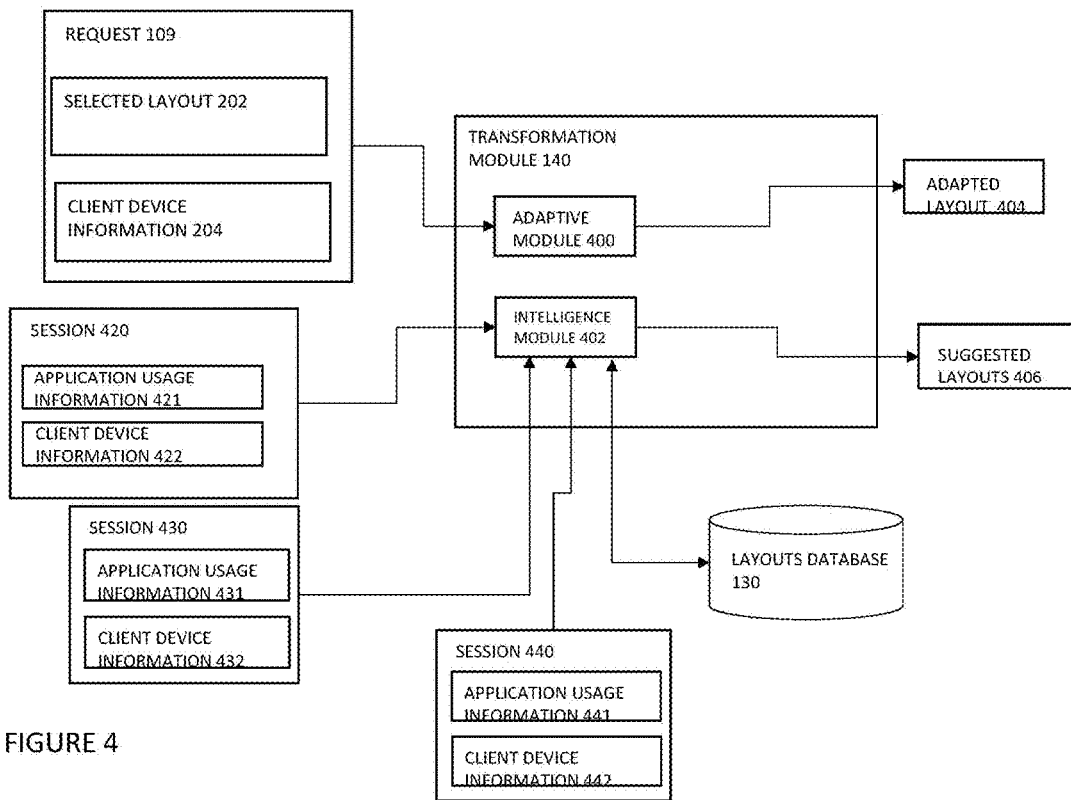 REQUEST 109
SELECTED LAYOUT 202
CLIENT DEVICE
INFORMATION 204
TRANSFORMATION
MODULE 140
ADAPTIVE
MODULE 400
INTELLIGENCE
MODULE 402
ADAPTED
LAYOUT 404
SUGGESTED
LAYOUTS 406
SESSION 420
APPLICATION USAGE
INFORMATION 421
CLIENT DEVICE
INFORMATION 422
SESSION 430
APPLICATION USAGE
INFORMATION 431
CLIENT DEVICE
INFORMATION 432
LAYOUTS DATABASE
130
SESSION 440
APPLICATION USAGE
INFORMATION 441
CLIENT DEVICE
INFORMATION 442
FIGURE 4